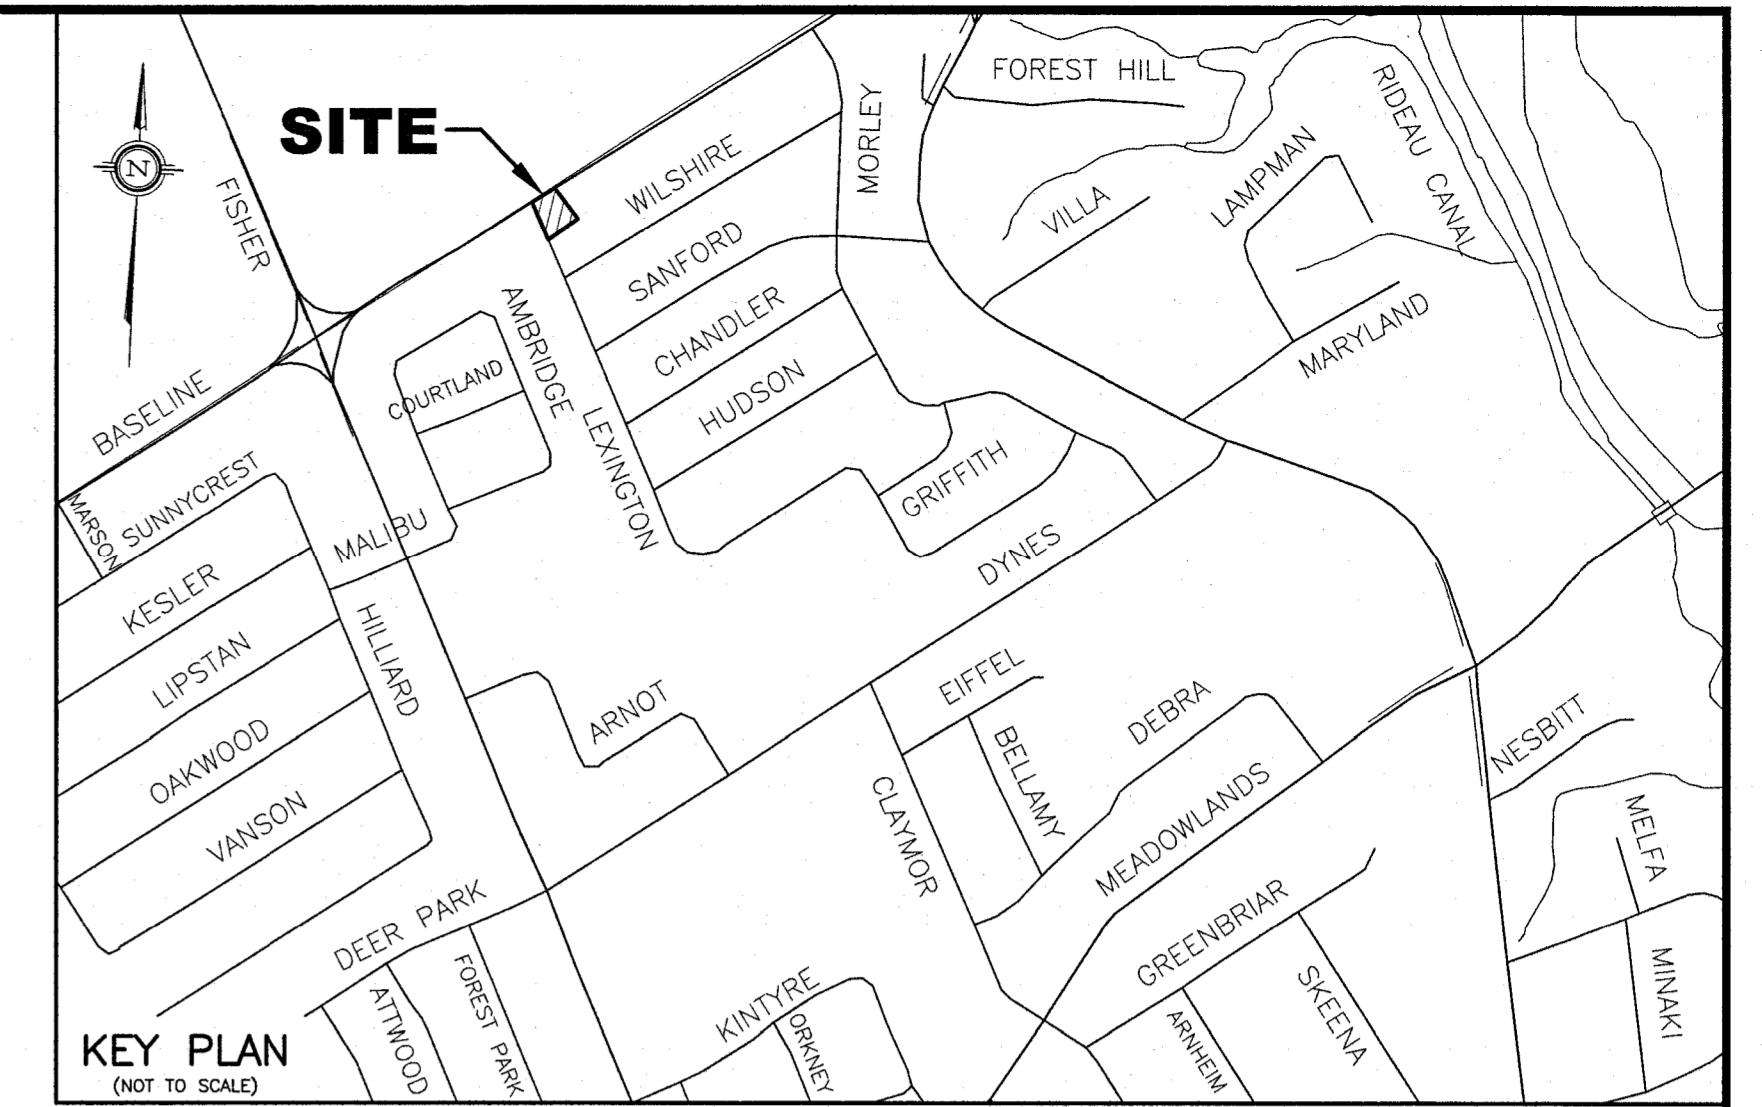 FOREST HILL
RIDEAU CANAL
SITE
MORLEY
WILSHIRE
LAMPMAN
N
FISHER
VILLA
SANFORD
AMBRIDGE
CHANDLER
MARYLAND
COURTLAND
HUDSON
BASELINE
LEXINGTON
SUNNYCREST
GRIFFITH
MARSON
MALIBU
DYNES
KESLER
HILLIARD
LIPSTAN
EIFFEL
ARNOT
DEBRA
NESBITT
BELLAMY
OAKWOOD
CLAYMOR
MEADOWLANDS
VANSON
MELFA
DEER PARK
GREENBRIAR
FOREST PARK
SKEENA
MINAKI
KINTYRE
ATTWOOD
ORKNEY
ARNHEIM
KEY PLAN
(NOT TO SCALE)